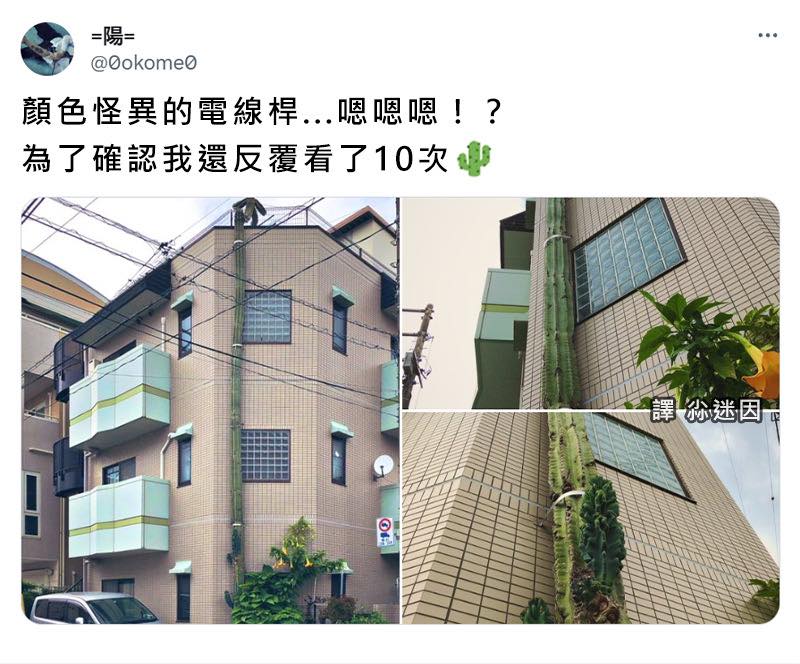 =陽=
@0okome0
顏色怪異的電線桿...嗯嗯嗯！？
為了確認我還反覆看了10次🌵
譯 尛迷因